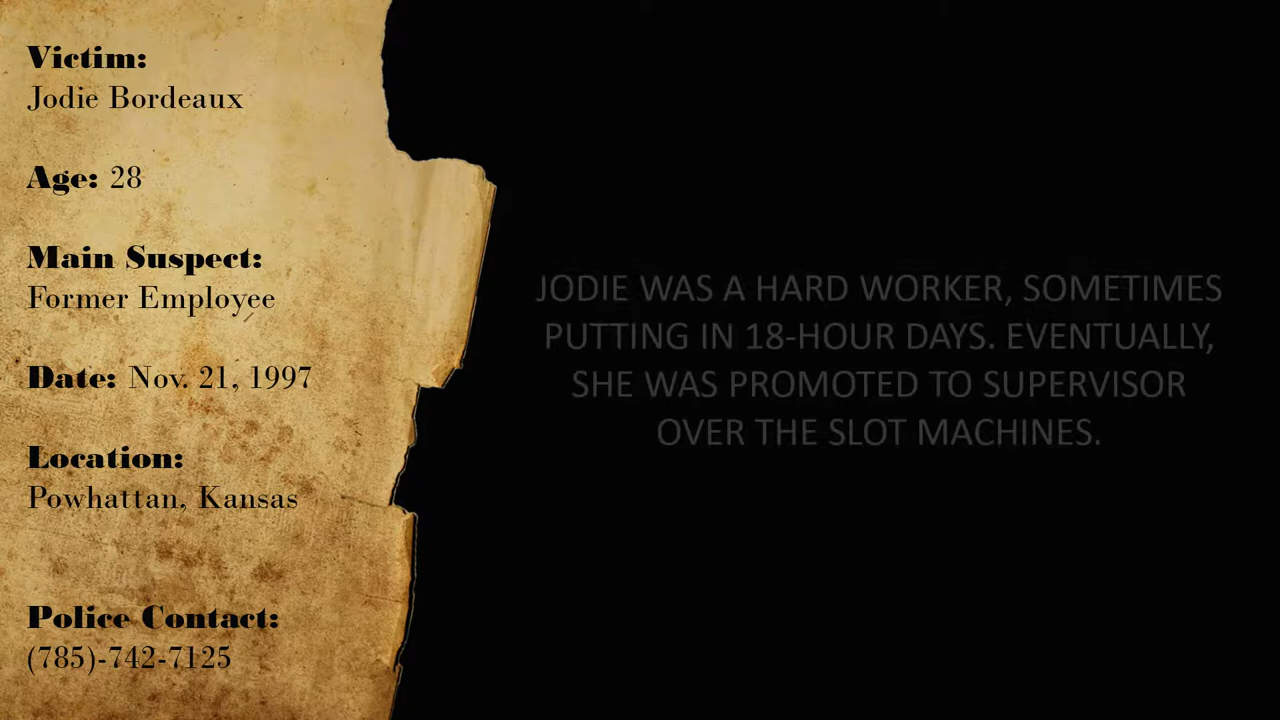 Victim:
Jodie Bordeaux
Age: 28
Main Suspect:
Former Employee
Date: Nov. 21, 1997
Location:
Powhattan, Kansas
Police Contact:
(785)-742-7125
JODIE WAS A HARD WORKER, SOMETIMES
PUTTING IN 18-HOUR DAYS. EVENTUALLY,
SHE WAS PROMOTED TO SUPERVISOR
OVER THE SLOT MACHINES.